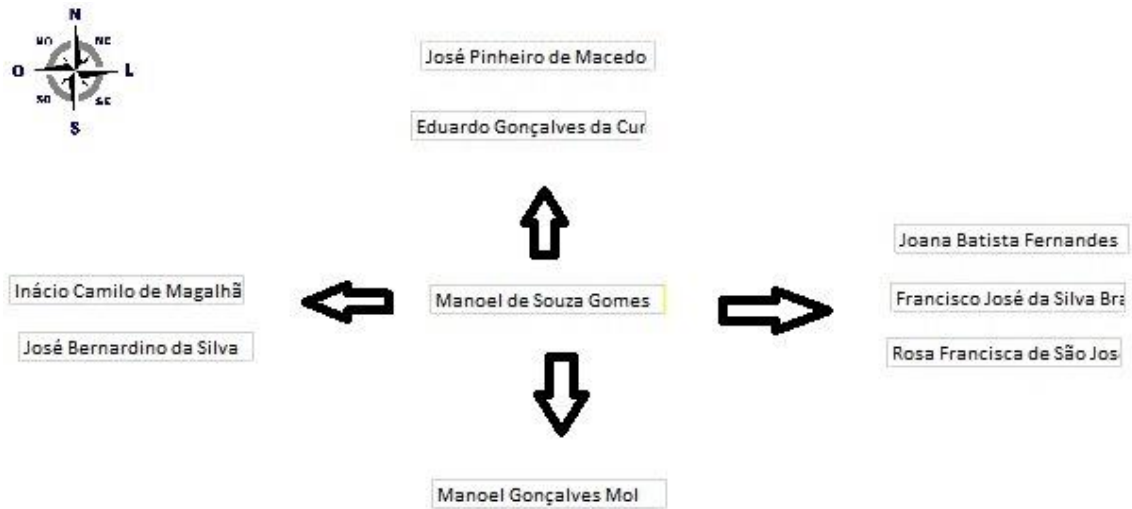 N
NO NE
O L
SO SE
S
José Pinheiro de Macedo
Eduardo Gonçalves da Cur
Joana Batista Fernandes
Inácio Camilo de Magalhã
Manoel de Souza Gomes
Francisco José da Silva Bra
José Bernardino da Silva
Rosa Francisca de São Jos
Manoel Gonçalves Mol